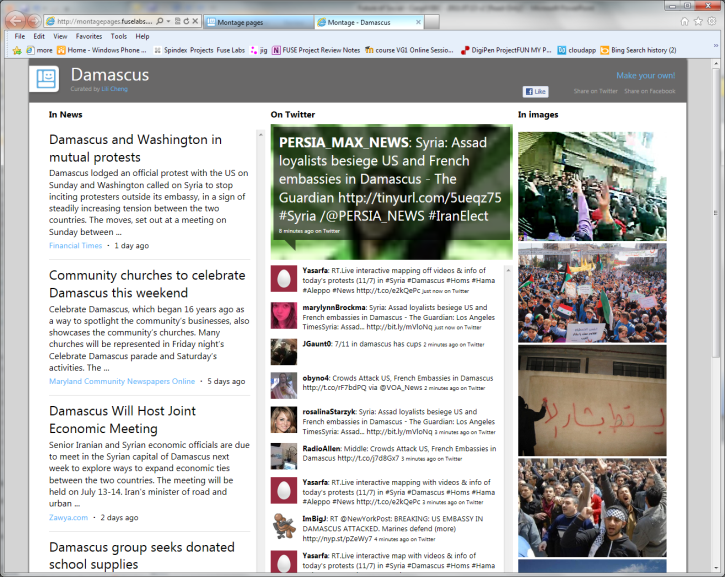 http://montagepages.fuselabs....
Montage pages
Montage - Damascus
File Edit View Favorites Tools Help
more
Home - Windows Phone ...
Spindex Projects Fuse Labs
jig
FUSE Project Review Notes
course VG1 Online Sessio...
DigiPen ProjectFUN MY P...
cloudapp
Bing Search history (2)
Damascus
Curated by Lili Cheng
Make your own!
Like
Share on Twitter Share on Facebook
In News
Damascus and Washington in
mutual protests
Damascus lodged an official protest with the US on
Sunday and Washington called on Syria to stop
inciting protesters outside its embassy, in a sign of
steadily increasing tension between the two
countries. The moves, set out at a meeting on
Sunday between ...
Financial Times • 1 day ago
Community churches to celebrate
Damascus this weekend
Celebrate Damascus, which began 16 years ago as
a way to spotlight the community's businesses, also
showcases the community's churches. Many
churches will be represented in Friday night's
Celebrate Damascus parade and Saturday's
activities. The ...
Maryland Community Newspapers Online • 5 days ago
Damascus Will Host Joint
Economic Meeting
Senior Iranian and Syrian economic officials are due
to meet in the Syrian capital of Damascus next
week to explore ways to expand economic ties
between the two countries. The meeting will be
held on July 13-14. Iran's minister of road and
urban ...
Zawya.com • 2 days ago
Damascus group seeks donated
school supplies
On Twitter
PERSIA_MAX_NEWS: Syria: Assad
loyalists besiege US and French
embassies in Damascus - The
Guardian http://tinyurl.com/5ueqz75
#Syria /@PERSIA_NEWS #IranElect
8 minutes ago on Twitter
Yasarfa: RT.Live interactive mapping off videos & info of
today's protests (11/7) in #Syria #Damascus #Homs #Hama
#Aleppo #News http://t.co/e2kQePc just now on Twitter
marylynnBrockma: Syria: Assad loyalists besiege US and
French embassies in Damascus - The Guardian: Los Angeles
TimesSyria: Assad... http://bit.ly/mVIoNq just now on Twitter
JGaunt0: 7/11 in damascus has cups 2 minutes ago on Twitter
obyno4: Crowds Attack US, French Embassies in Damascus
http://t.co/rF7bdPQ via @VOA_News 2 minutes ago on Twitter
rosalinaStarzyk: Syria: Assad loyalists besiege US and
French embassies in Damascus - The Guardian: Los Angeles
TimesSyria: Assad... http://bit.ly/mVIoNq 3 minutes ago on Twitter
RadioAllen: Middle: Crowds Attack US, French Embassies in
Damascus http://t.co/j7d8Gx7 3 minutes ago on Twitter
Yasarfa: RT.Live interactive mapping with videos & info of
today's protests (11/7) in #Syria #Damascus #Homs #Hama
#Aleppo #News http://t.co/e2kQePc 3 minutes ago on Twitter
ImBigJ: RT @NewYorkPost: BREAKING: US EMBASSY IN
DAMASCUS ATTACKED. Marines defend (more)
http://nyp.st/pZeWy7 4 minutes ago on Twitter
Yasarfa: RT.Live interactive map with videos & info of
today's protests (11/7) in #Syria #Damascus #Homs #Hama
In images
يسقط بشار لا